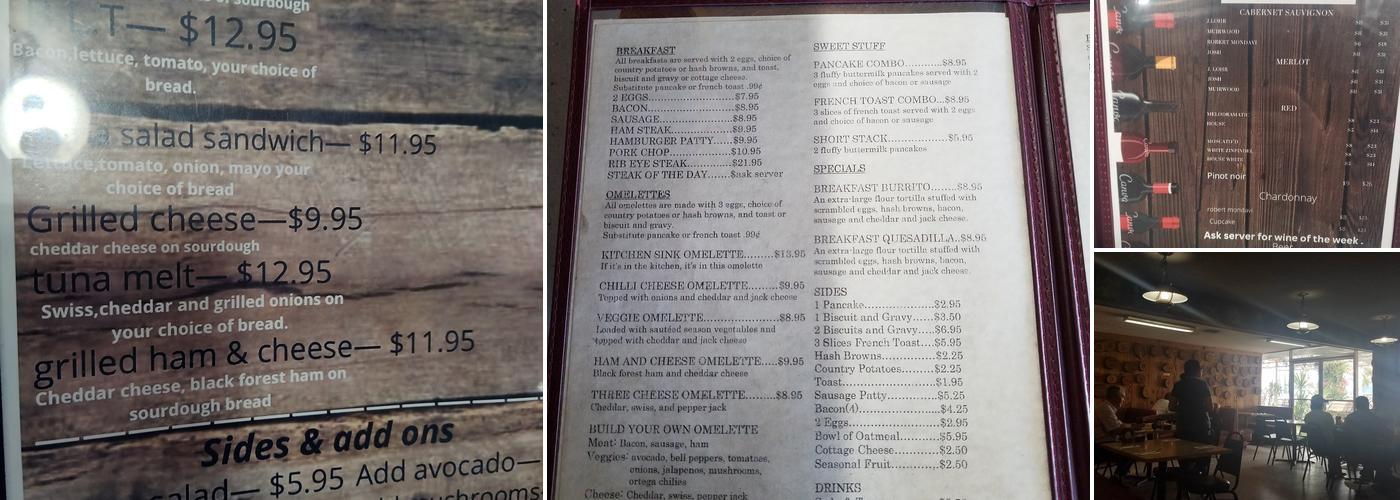 sourdough
L.T— $12.95
Bacon,lettuce, tomato, your choice of
bread.
salad sandwich— $11.95
Lettuce,tomato, onion, mayo your
choice of bread
Grilled cheese—$9.95
cheddar cheese on sourdough
tuna melt— $12.95
Swiss,cheddar and grilled onions on
your choice of bread.
grilled ham & cheese— $11.95
Cheddar cheese, black forest ham on
sourdough bread
Sides & add ons
$5.95 Add avocado—
BREAKFAST
All breakfasts are served with 2 eggs, choice of
country potatoes or hash browns, and toast,
biscuit and gravy or cottage cheese.
Substitute pancake or french toast .99¢
2 EGGS.......................$7.95
BACON.......................$8.95
SAUSAGE.....................$8.95
HAM STEAK...................$9.95
HAMBURGER PATTY......$9.95
PORK CHOP.................$10.95
RIB EYE STEAK.............$21.95
STEAK OF THE DAY.......$ask server
OMELETTES
All omelettes are made with 3 eggs, choice of
country potatoes or hash browns, and toast or
biscuit and gravy.
Substitute pancake or french toast .99¢
KITCHEN SINK OMELETTE.........$13.95
If it's in the kitchen, it's in this omelette
CHILLI CHEESE OMELETTE.......$9.95
Topped with onions and cheddar and jack cheese
VEGGIE OMELETTE...................$8.95
Loaded with sautéed season vegetables and
topped with cheddar and jack cheese
HAM AND CHEESE OMELETTE.....$9.95
Black forest ham and cheddar cheese
THREE CHEESE OMELETTE.........$8.95
Cheddar, swiss, and pepper jack
BUILD YOUR OWN OMELETTE
Meat: Bacon, sausage, ham
Veggies: avocado, bell peppers, tomatoes,
onions, jalapenos, mushrooms,
ortega chilies
Cheese: Cheddar, swiss, pepper jack
SWEET STUFF
PANCAKE COMBO...........$8.95
3 fluffy buttermilk pancakes served with 2
eggs and choice of bacon or sausage
FRENCH TOAST COMBO...$8.95
3 slices of french toast served with 2 eggs
and choice of bacon or sausage
SHORT STACK...............$5.95
2 fluffy buttermilk pancakes
SPECIALS
BREAKFAST BURRITO.......$8.95
An extra-large flour tortilla stuffed with
scrambled eggs, hash browns, bacon,
sausage and cheddar and jack cheese.
BREAKFAST QUESADILLA..$8.95
An extra-large flour tortilla stuffed with
scrambled eggs, hash browns, bacon,
sausage and cheddar and jack cheese.
SIDES
1 Pancake...................$2.95
1 Biscuit and Gravy......$3.50
2 Biscuits and Gravy.....$6.95
3 Slices French Toast....$5.95
Hash Browns...............$2.25
Country Potatoes.........$2.25
Toast.........................$1.95
Sausage Patty.............$5.25
Bacon(4)....................$4.25
2 Eggs.......................$2.95
Bowl of Oatmeal..........$5.95
Cottage Cheese...........$2.50
Seasonal Fruit.............$2.50
DRINKS
CABERNET SAUVIGNON
J. LOHR
MUIRWOOD
ROBERT MONDAVI
JOSH
MERLOT
J. LOHR
JOSH
MUIRWOOD
RED
MELODRAMATIC
HOUSE
MOSCATO'D
WHITE ZINFINDEL
HOUSE WHITE
Pinot noir
Chardonnay
robert mondavi
Cupcake
Ask server for wine of the week .